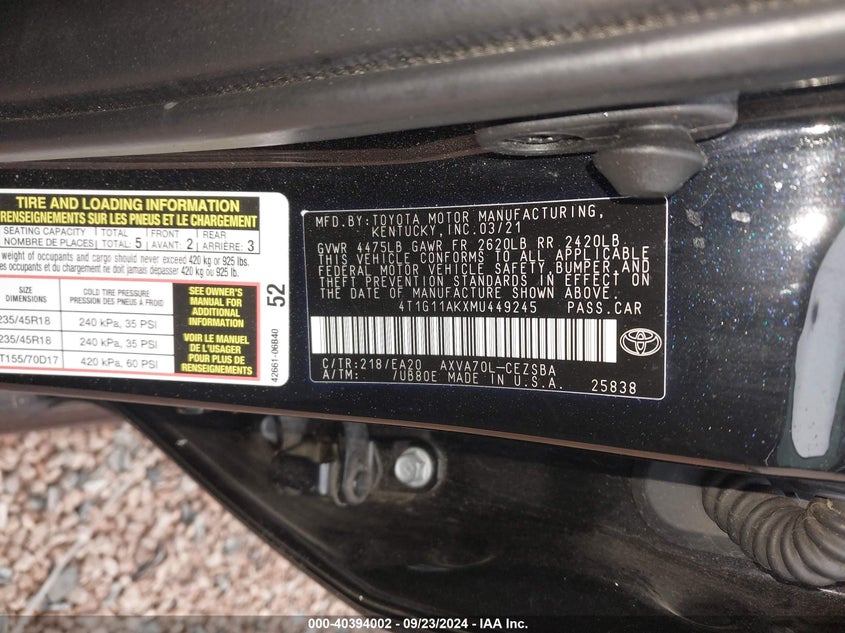 TIRE AND LOADING INFORMATION
RENSEIGNEMENTS SUR LES PNEUS ET LE CHARGEMENT
SEATING CAPACITY TOTAL FRONT REAR
NOMBRE DE PLACES TOTAL: 5 AVANT: 2 ARRIÈRE: 3
weight of occupants and cargo should never exceed 420 kg or 925 lbs.
des occupants et du chargement ne doit jamais dépasser 420 kg ou 925 lb.
SIZE COLD TIRE PRESSURE
DIMENSIONS PRESSION DES PNEUS À FROID
235/45R18 240 kPa, 35 PSI
235/45R18 240 kPa, 35 PSI
T155/70D17 420 kPa, 60 PSI
SEE OWNER'S
MANUAL FOR
ADDITIONAL
INFORMATION
VOIR LE MANUEL
DE L'USAGER
POUR PLUS DE
RENSEIGNEMENTS
52
42661-06B40
MFD.BY: TOYOTA MOTOR MANUFACTURING,
KENTUCKY, INC. 03/21
GVWR 4475LB GAWR FR 2620LB RR 2420LB
THIS VEHICLE CONFORMS TO ALL APPLICABLE
FEDERAL MOTOR VEHICLE SAFETY, BUMPER, AND
THEFT PREVENTION STANDARDS IN EFFECT ON
THE DATE OF MANUFACTURE SHOWN ABOVE.
4T1G11AKXMU449245 PASS.CAR
C/TR: 218/EA20 AXVA70L-CEZSBA
A/TM: /UB80E MADE IN U.S.A. 25838
000-40394002 - 09/23/2024 - IAA Inc.